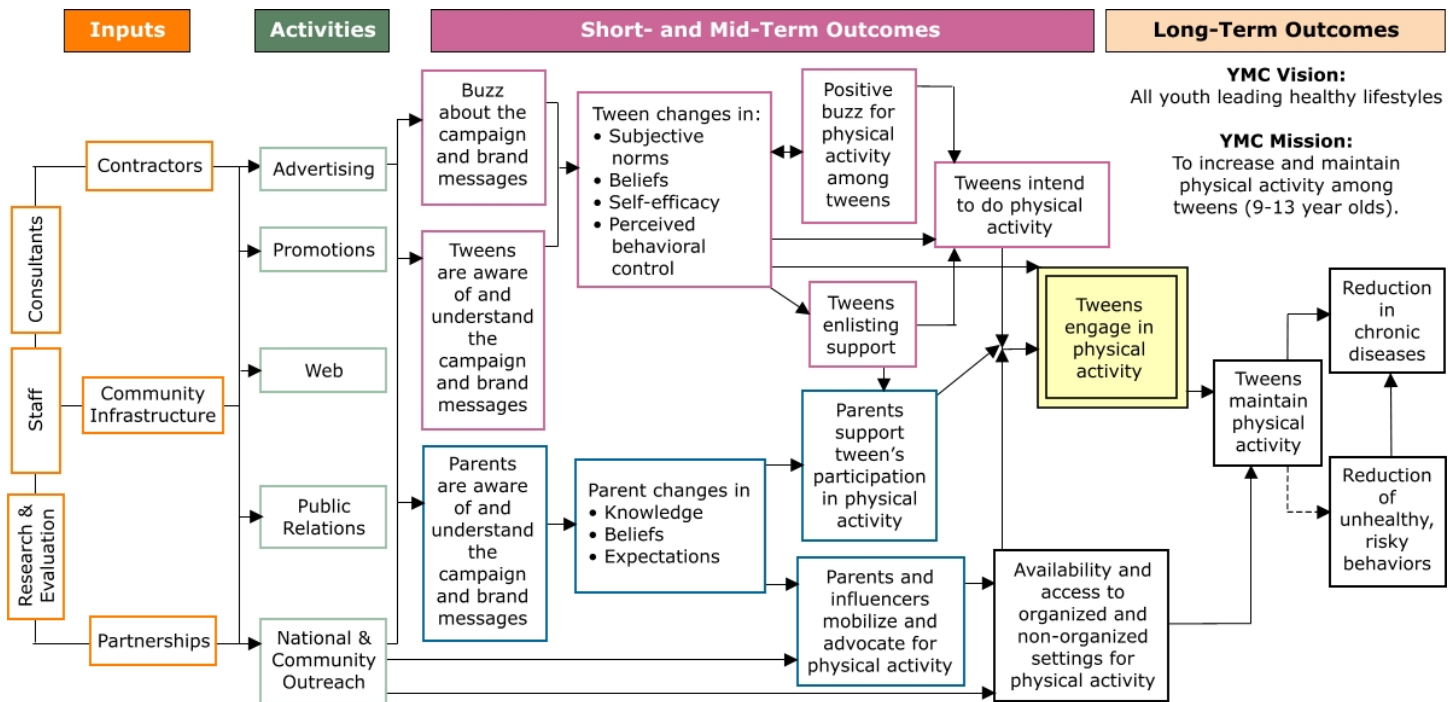 Inputs
Activities
Short- and Mid-Term Outcomes
Long-Term Outcomes
YMC Vision:
All youth leading healthy lifestyles
YMC Mission:
To increase and maintain
physical activity among
tweens (9-13 year olds).
Consultants
Staff
Research &
Evaluation
Contractors
Community
Infrastructure
Partnerships
Advertising
Promotions
Web
Public
Relations
National &
Community
Outreach
Buzz
about the
campaign
and brand
messages
Tweens
are aware
of and
understand
the
campaign
and brand
messages
Parents
are aware
of and
understand
the
campaign
and brand
messages
Tween changes in:
• Subjective
norms
• Beliefs
• Self-efficacy
• Perceived
behavioral
control
Parent changes in
• Knowledge
• Beliefs
• Expectations
Positive
buzz for
physical
activity
among
tweens
Tweens
enlisting
support
Parents
support
tween’s
participation
in physical
activity
Parents and
influencers
mobilize and
advocate for
physical activity
Tweens intend
to do physical
activity
Availability and
access to
organized and
non-organized
settings for
physical activity
Tweens
engage in
physical
activity
Tweens
maintain
physical
activity
Reduction
in
chronic
diseases
Reduction
of
unhealthy,
risky
behaviors